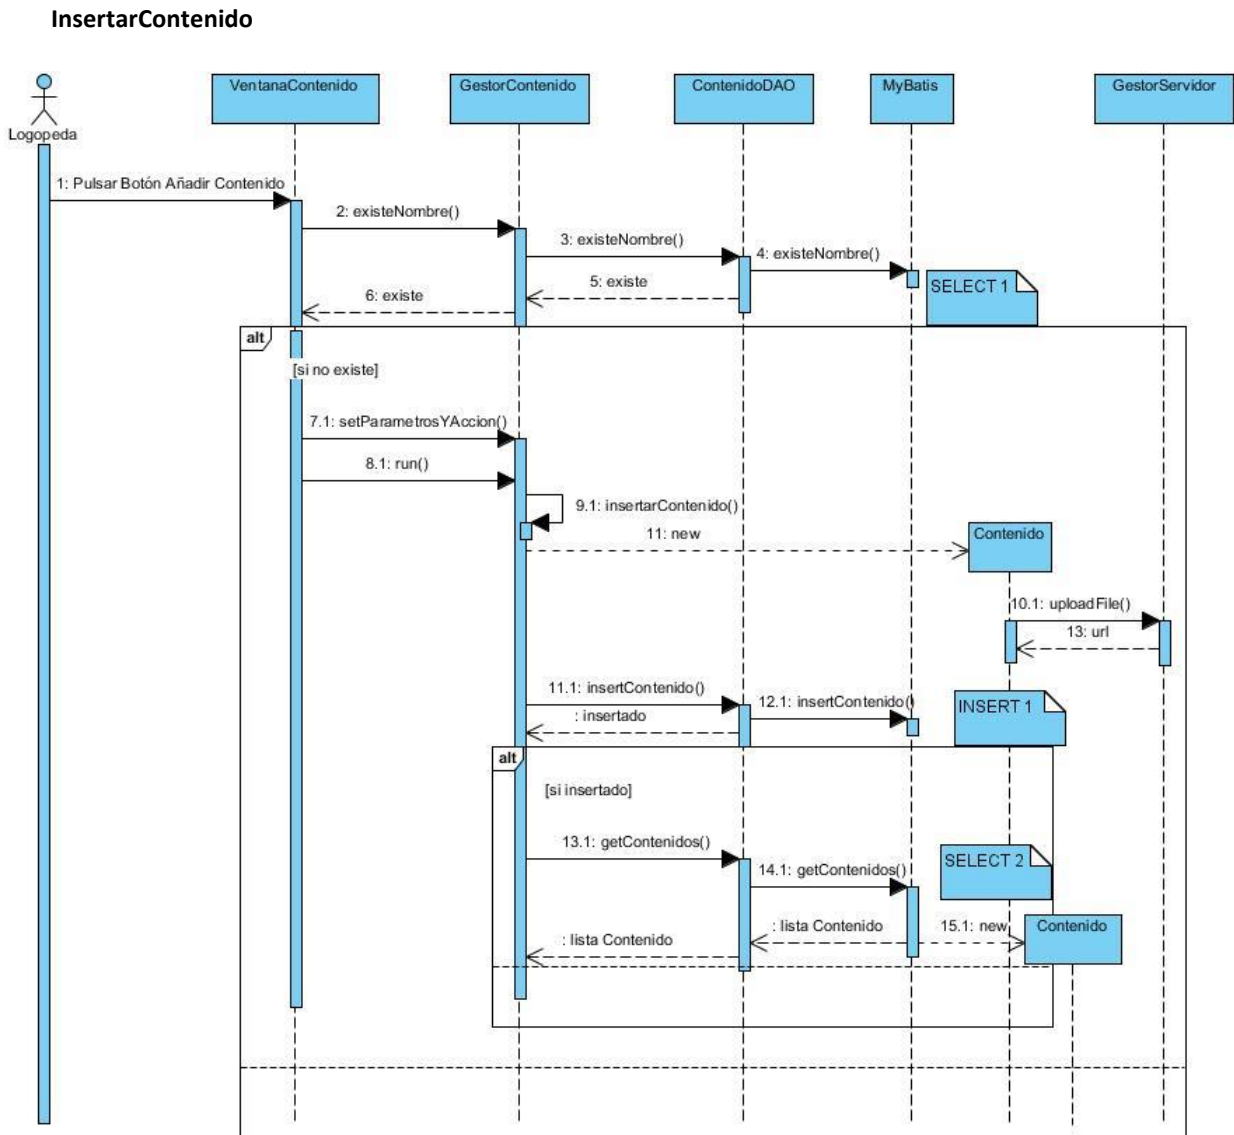 InsertarContenido
Logopeda
VentanaContenido
GestorContenido
ContenidoDAO
MyBatis
GestorServidor
1: Pulsar Botón Añadir Contenido
2: existeNombre()
3: existeNombre()
4: existeNombre()
SELECT 1
5: existe
6: existe
alt
[si no existe]
7.1: setParametrosYAccion()
8.1: run()
9.1: insertarContenido()
11: new
Contenido
10.1: uploadFile()
13: url
11.1: insertContenido()
12.1: insertContenido()
INSERT 1
: insertado
alt
[si insertado]
13.1: getContenidos()
SELECT 2
14.1: getContenidos()
: lista Contenido
15.1: new
Contenido
: lista Contenido